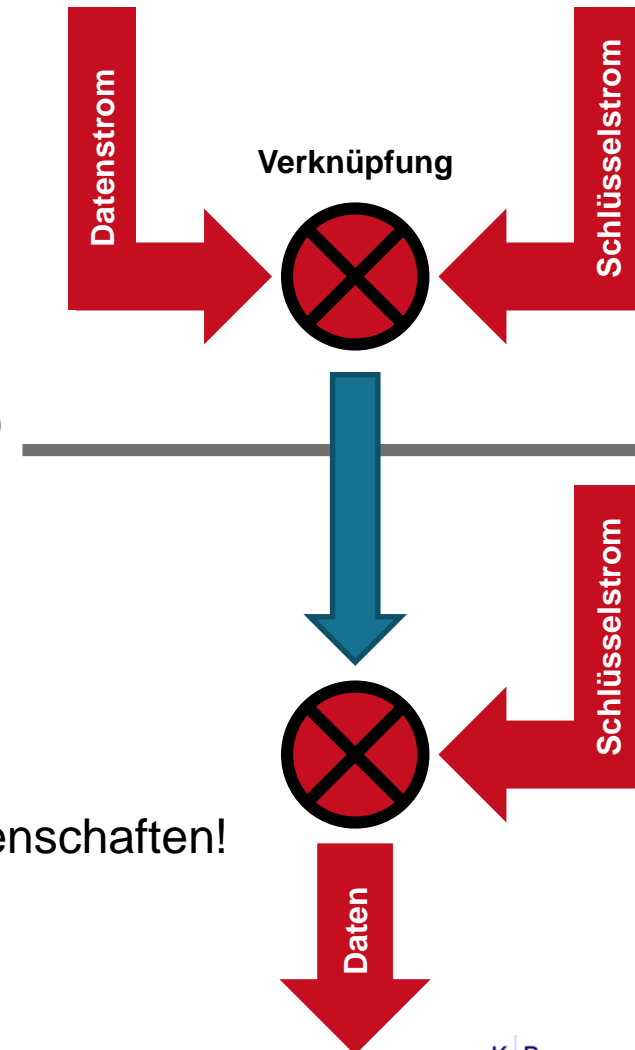 Datenstrom
Schlüsselstrom
Verknüpfung
)
Schlüsselstrom
enschaften!
Daten